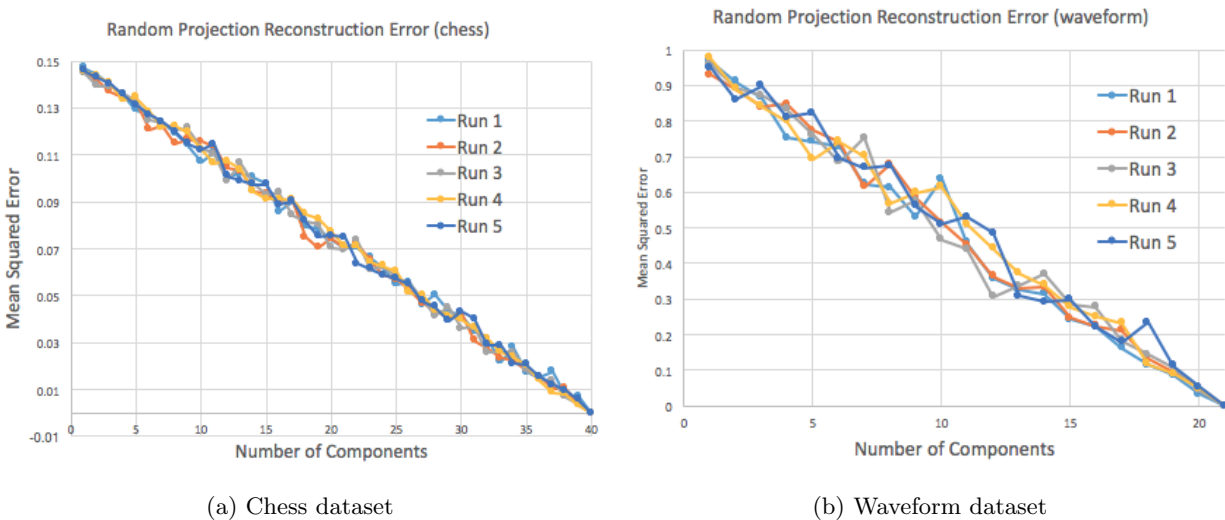 Random Projection Reconstruction Error (chess)
0.15
0.13
0.11
0.09
0.07
0.05
0.03
0.01
-0.01
0 5 10 15 20 25 30 35 40
Mean Squared Error
Number of Components
Run 1
Run 2
Run 3
Run 4
Run 5
(a) Chess dataset
Random Projection Reconstruction Error (waveform)
1
0.9
0.8
0.7
0.6
0.5
0.4
0.3
0.2
0.1
0
0 5 10 15 20
Mean Squared Error
Number of Components
Run 1
Run 2
Run 3
Run 4
Run 5
(b) Waveform dataset